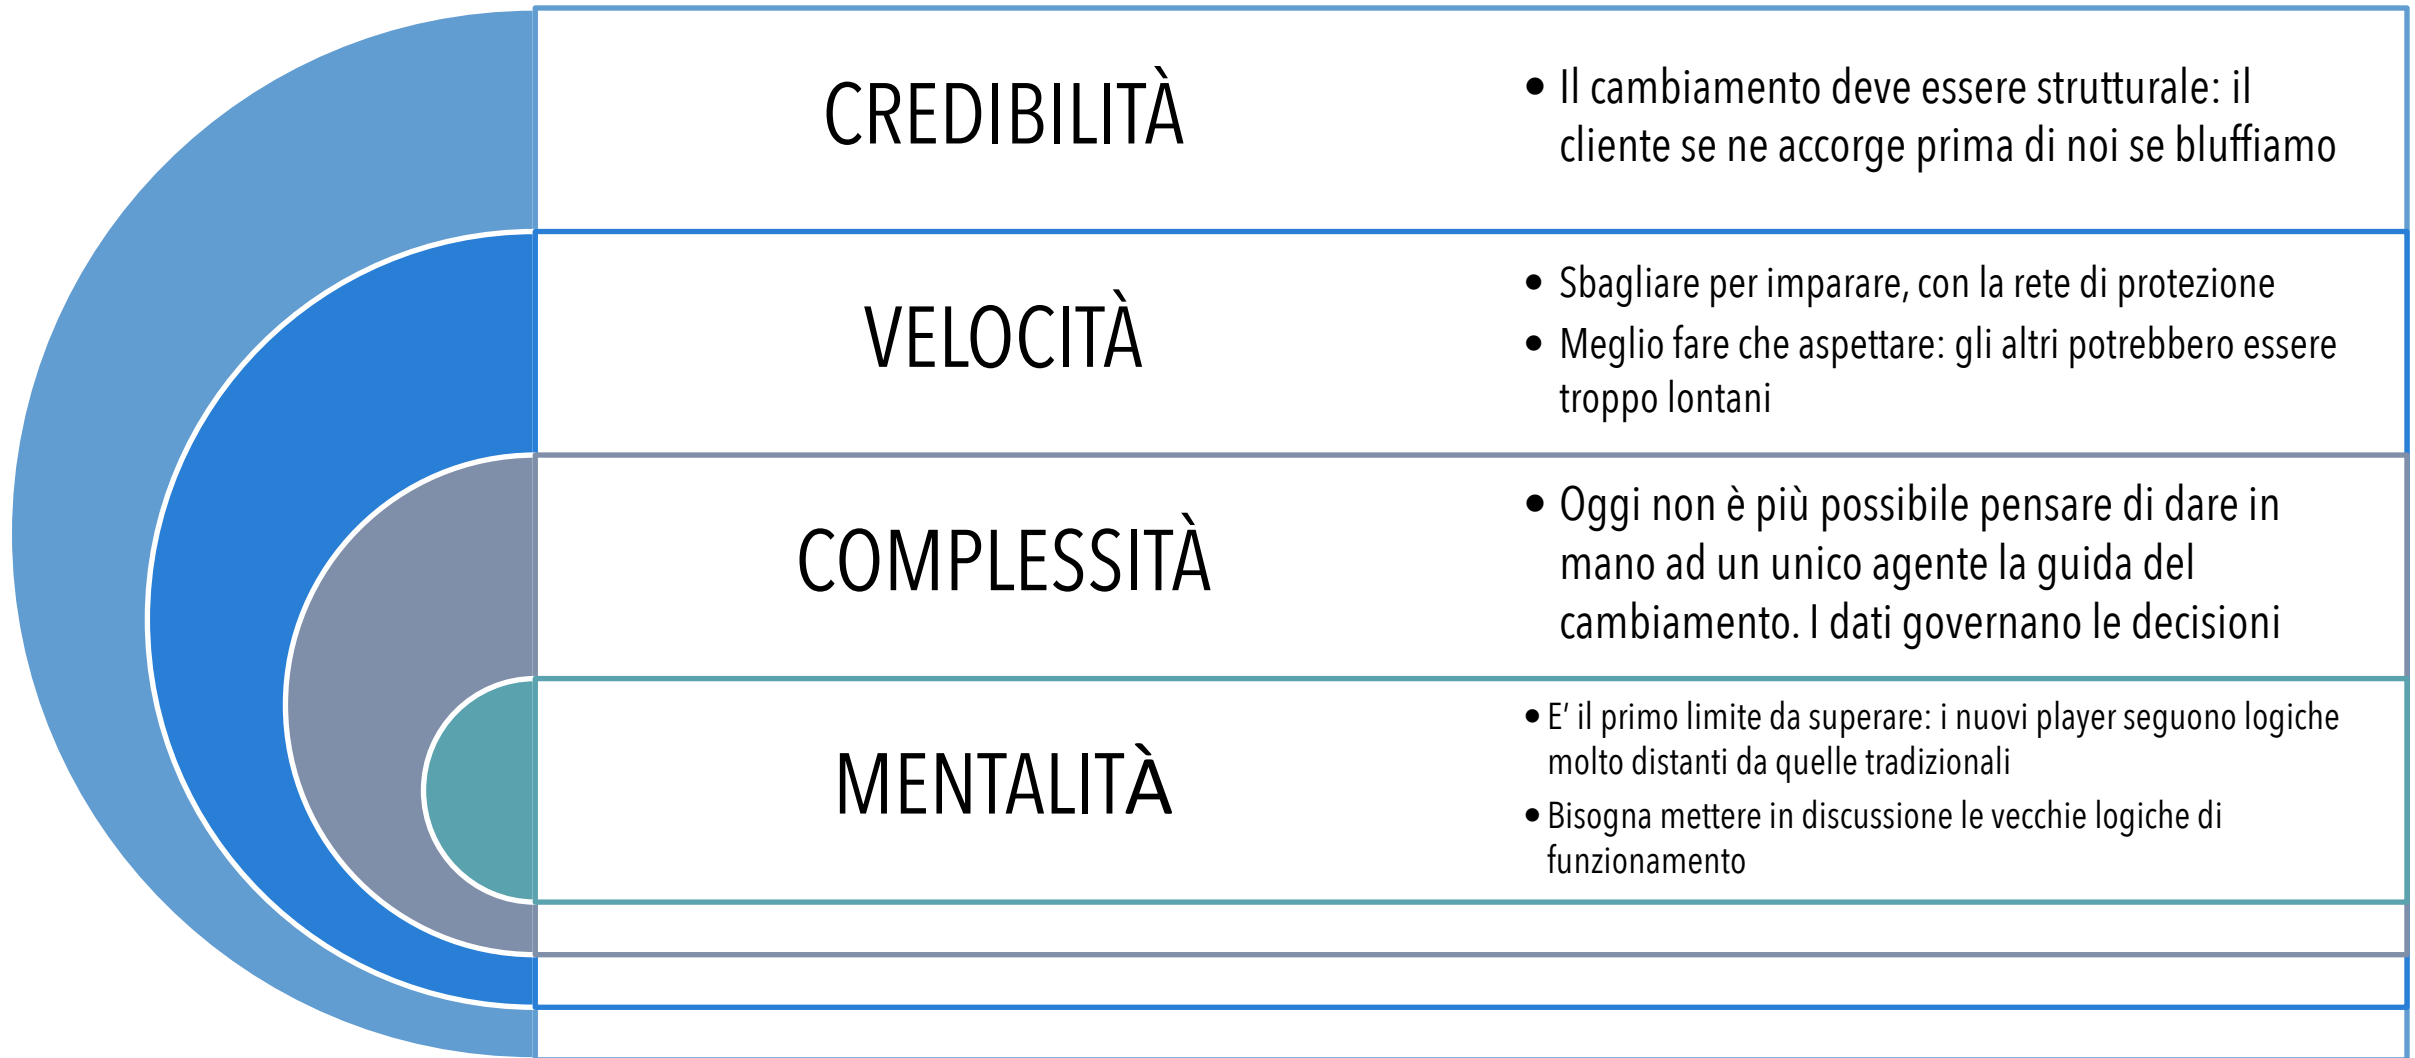 CREDIBILITÀ
• Il cambiamento deve essere strutturale: il
cliente se ne accorge prima di noi se bluffiamo
VELOCITÀ
• Sbagliare per imparare, con la rete di protezione
• Meglio fare che aspettare: gli altri potrebbero essere
troppo lontani
COMPLESSITÀ
• Oggi non è più possibile pensare di dare in
mano ad un unico agente la guida del
cambiamento. I dati governano le decisioni
MENTALITÀ
• E’ il primo limite da superare: i nuovi player seguono logiche
molto distanti da quelle tradizionali
• Bisogna mettere in discussione le vecchie logiche di
funzionamento